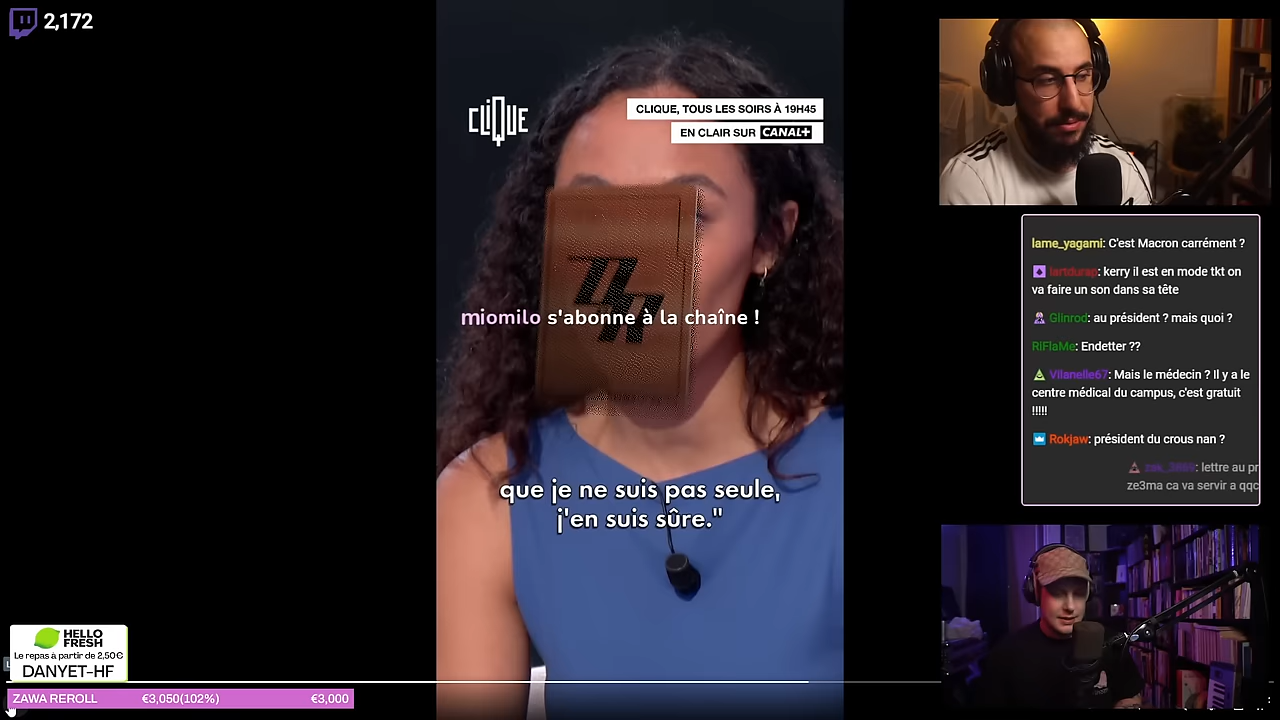 2,172
CLIQUE
CLIQUE, TOUS LES SOIRS À 19H45
EN CLAIR SUR CANAL+
miomilo s'abonne à la chaîne !
que je ne suis pas seule,
j'en suis sûre."
lame_yagami: C'est Macron carrément ?
lartdurap: kerry il est en mode tkt on
va faire un son dans sa tête
Glinrod: au président ? mais quoi ?
RiFlaMe: Endetter ??
Vilanelle67: Mais le médecin ? Il y a le
centre médical du campus, c'est gratuit
!!!!!
Rokjaw: président du crous nan ?
: lettre au pr
ze3ma ca va servir a qqc
HELLO
FRESH
Le repas à partir de 2,50€
DANYET-HF
ZAWA REROLL €3,050(102%) €3,000